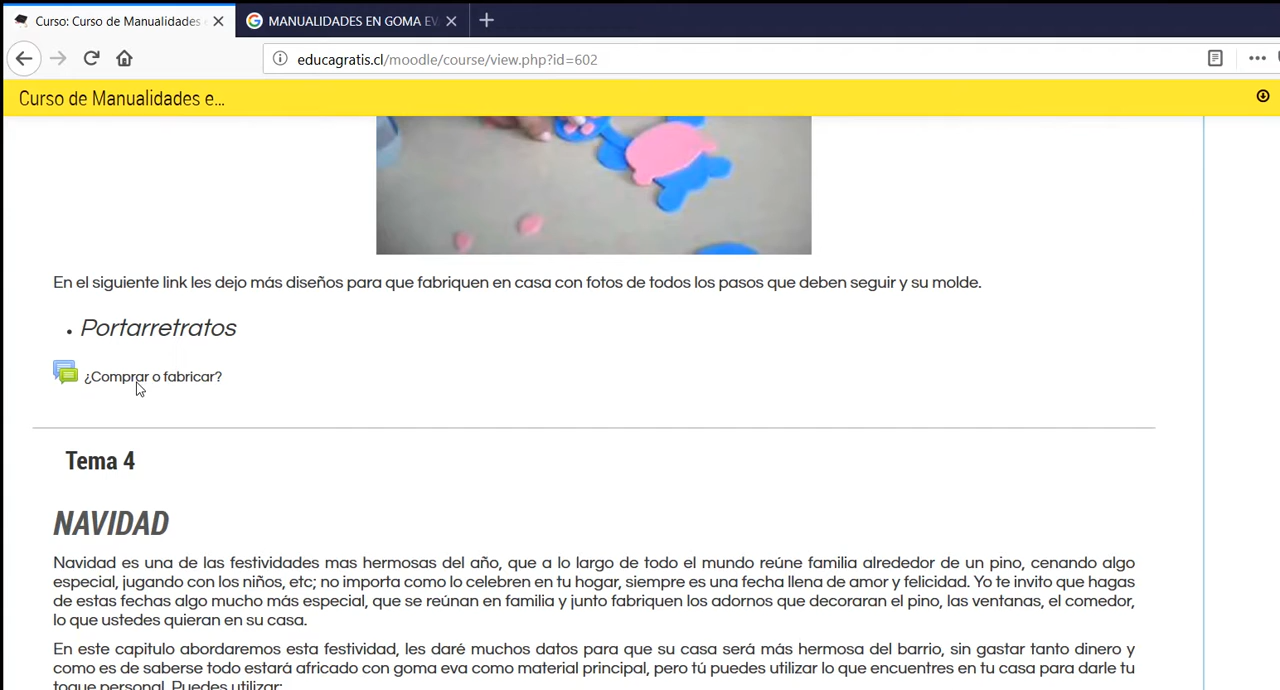 Curso: Curso de Manualidades
MANUALIDADES EN GOMA EV
educagratis.cl/moodle/course/view.php?id=602
Curso de Manualidades e...
En el siguiente link les dejo más diseños para que fabriquen en casa con fotos de todos los pasos que deben seguir y su molde.
Portarretratos
¿Comprar o fabricar?
Tema 4
NAVIDAD
Navidad es una de las festividades mas hermosas del año, que a lo largo de todo el mundo reúne familia alrededor de un pino, cenando algo
especial, jugando con los niños, etc; no importa como lo celebren en tu hogar, siempre es una fecha llena de amor y felicidad. Yo te invito que hagas
de estas fechas algo mucho más especial, que se reúnan en familia y junto fabriquen los adornos que decoraran el pino, las ventanas, el comedor,
lo que ustedes quieran en su casa.
En este capitulo abordaremos esta festividad, les daré muchos datos para que su casa será más hermosa del barrio, sin gastar tanto dinero y
como es de saberse todo estará africado con goma eva como material principal, pero tú puedes utilizar lo que encuentres en tu casa para darle tu
toque personal. Puedes utilizar: